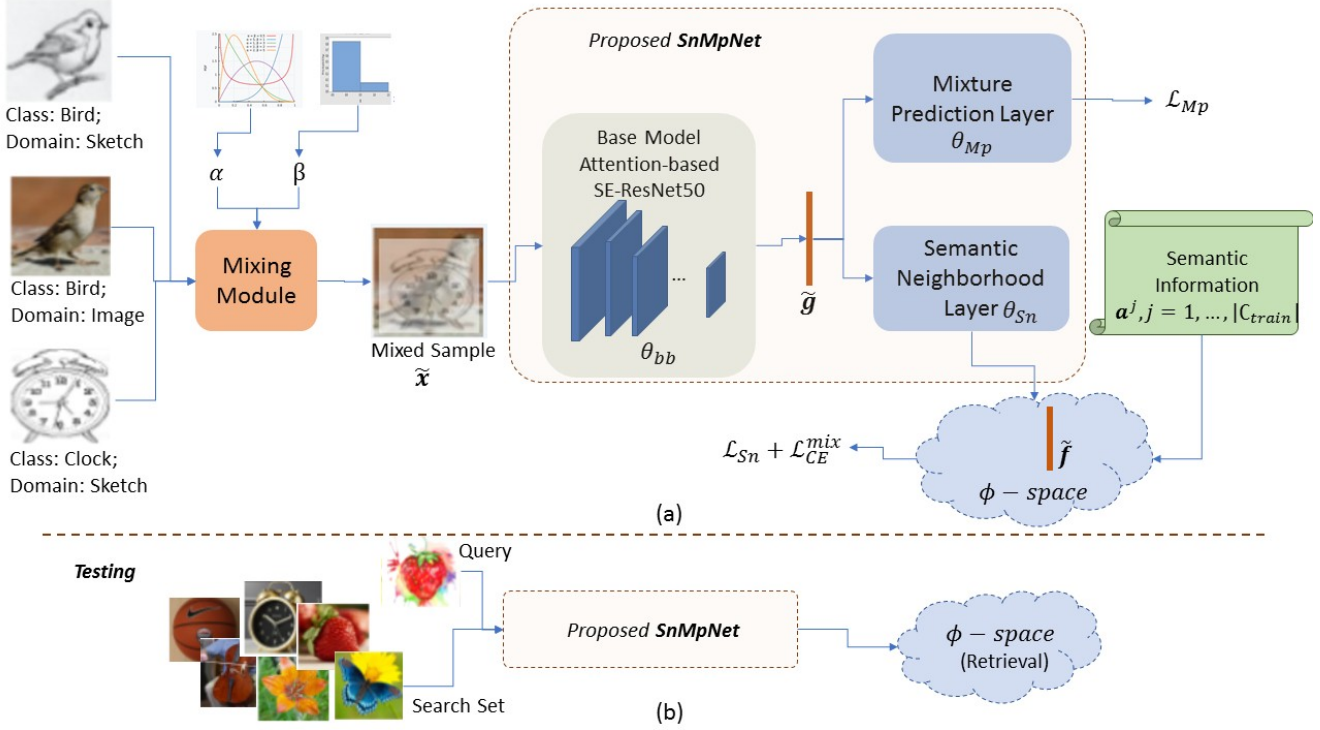 Class: Bird;
Domain: Sketch
Class: Bird;
Domain: Image
Class: Clock;
Domain: Sketch
α
β
Mixing
Module
Mixed Sample
x̃
Proposed SnMpNet
Base Model
Attention-based
SE-ResNet50
...
θ_bb
g̃
Mixture
Prediction Layer
θ_Mp
ℒ_Mp
Semantic
Neighborhood
Layer θ_Sn
Semantic
Information
a^j, j = 1, ..., |C_train|
f̃
ϕ − space
ℒ_Sn + ℒ_CE^mix
(a)
Testing
Query
Search Set
Proposed SnMpNet
ϕ − space
(Retrieval)
(b)